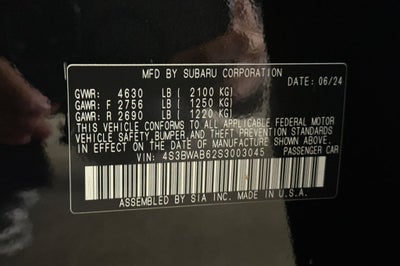 MFD BY SUBARU CORPORATION
DATE: 06/24
GVWR: 4630 LB ( 2100 KG)
GAWR: F 2756 LB ( 1250 KG)
GAWR: R 2690 LB ( 1220 KG)
THIS VEHICLE CONFORMS TO ALL APPLICABLE FEDERAL MOTOR
VEHICLE SAFETY, BUMPER, AND THEFT PREVENTION STANDARDS
IN EFFECT ON THE DATE OF MANUFACTURE SHOWN ABOVE.
VIN: 4S3BWAB62S3003045 PASSENGER CAR
ASSEMBLED BY SIA INC. MADE IN U.S.A.